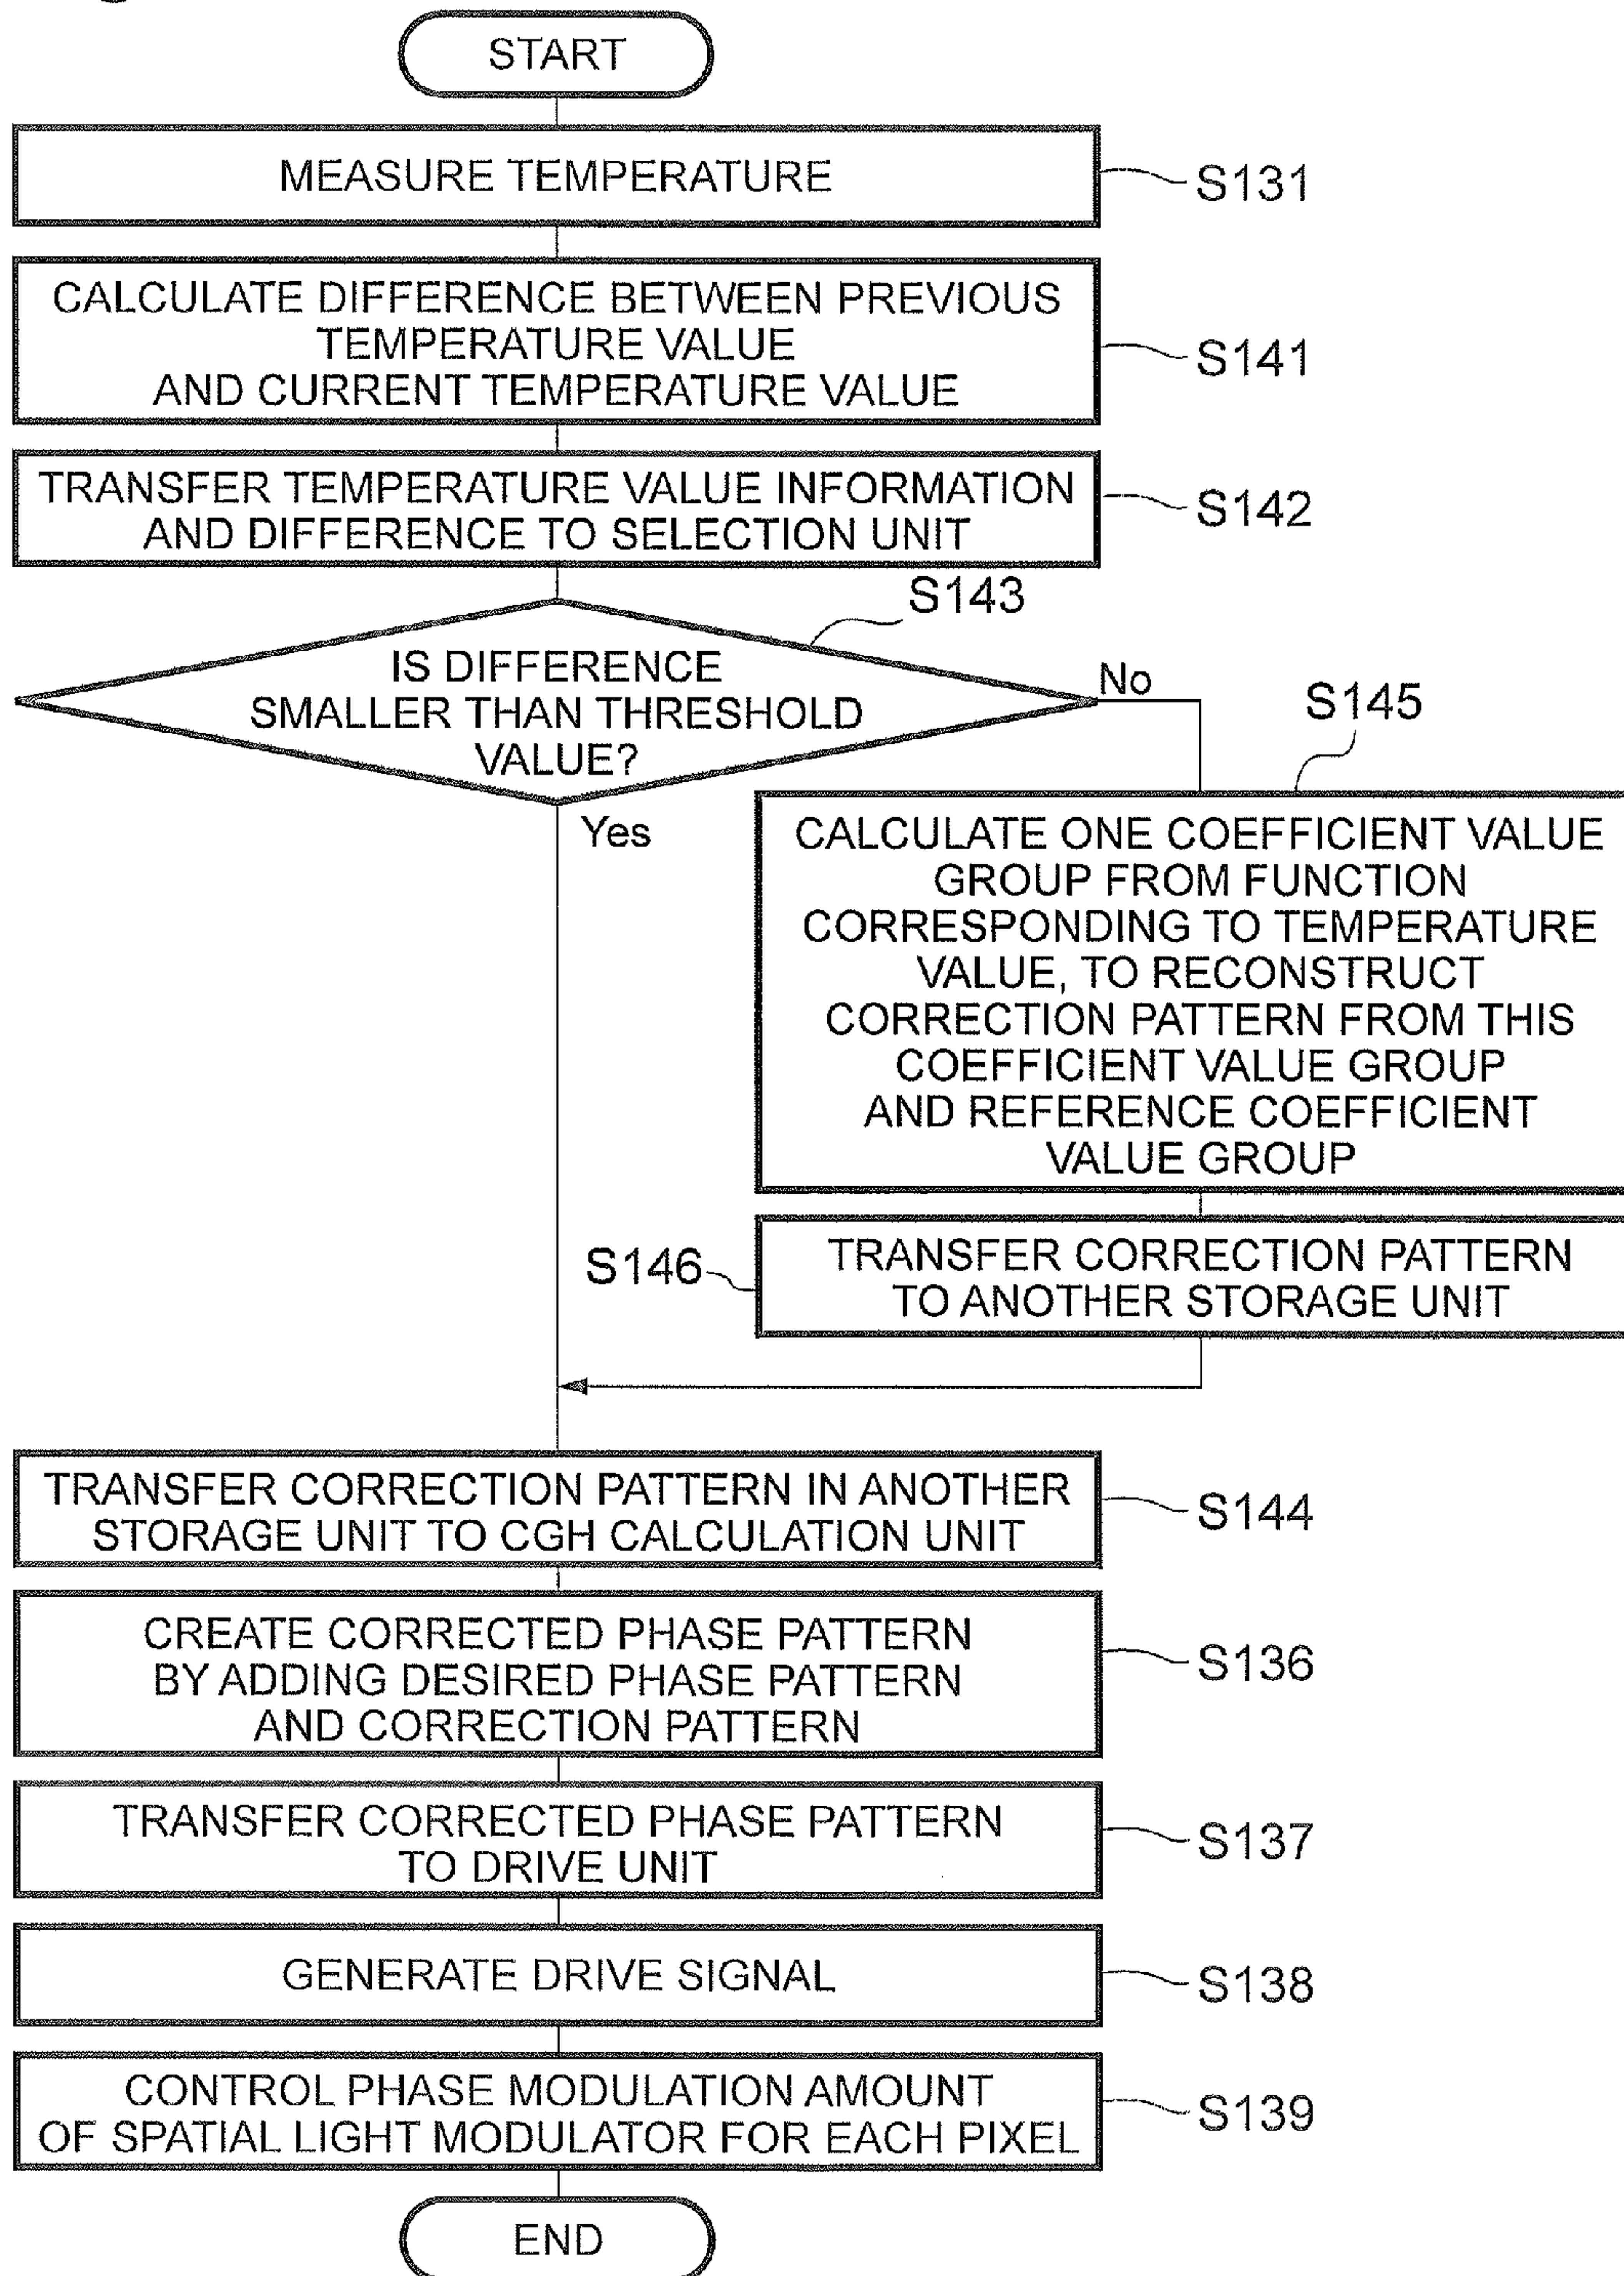 START
MEASURE TEMPERATURE
S131
CALCULATE DIFFERENCE BETWEEN PREVIOUS
TEMPERATURE VALUE
AND CURRENT TEMPERATURE VALUE
S141
TRANSFER TEMPERATURE VALUE INFORMATION
AND DIFFERENCE TO SELECTION UNIT
S142
S143
IS DIFFERENCE
SMALLER THAN THRESHOLD
VALUE?
No
Yes
S145
CALCULATE ONE COEFFICIENT VALUE
GROUP FROM FUNCTION
CORRESPONDING TO TEMPERATURE
VALUE, TO RECONSTRUCT
CORRECTION PATTERN FROM THIS
COEFFICIENT VALUE GROUP
AND REFERENCE COEFFICIENT
VALUE GROUP
S146
TRANSFER CORRECTION PATTERN
TO ANOTHER STORAGE UNIT
TRANSFER CORRECTION PATTERN IN ANOTHER
STORAGE UNIT TO CGH CALCULATION UNIT
S144
CREATE CORRECTED PHASE PATTERN
BY ADDING DESIRED PHASE PATTERN
AND CORRECTION PATTERN
S136
TRANSFER CORRECTED PHASE PATTERN
TO DRIVE UNIT
S137
GENERATE DRIVE SIGNAL
S138
CONTROL PHASE MODULATION AMOUNT
OF SPATIAL LIGHT MODULATOR FOR EACH PIXEL
S139
END